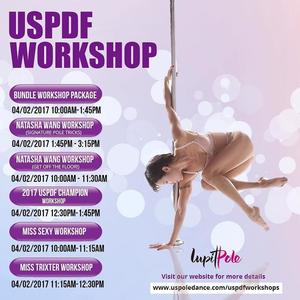 USPDF
WORKSHOP
BUNDLE WORKSHOP PACKAGE
04/02/2017 10:00AM-1:45PM
NATASHA WANG WORKSHOP
(SIGNATURE POLE TRICKS)
04/02/2017 1:45PM - 3:15PM
NATASHA WANG WORKSHOP
(GET OFF THE FLOOR!)
04/02/2017 10:00AM - 11:30AM
2017 USPDF CHAMPION
WORKSHOP
04/02/2017 12:30PM-1:45PM
MISS SEXY WORKSHOP
04/02/2017 10:00AM-11:15AM
MISS TRIXTER WORKSHOP
04/02/2017 11:15AM-12:30PM
Lupit Pole
Visit our website for more details
www.uspoledance.com/uspdfworkshops